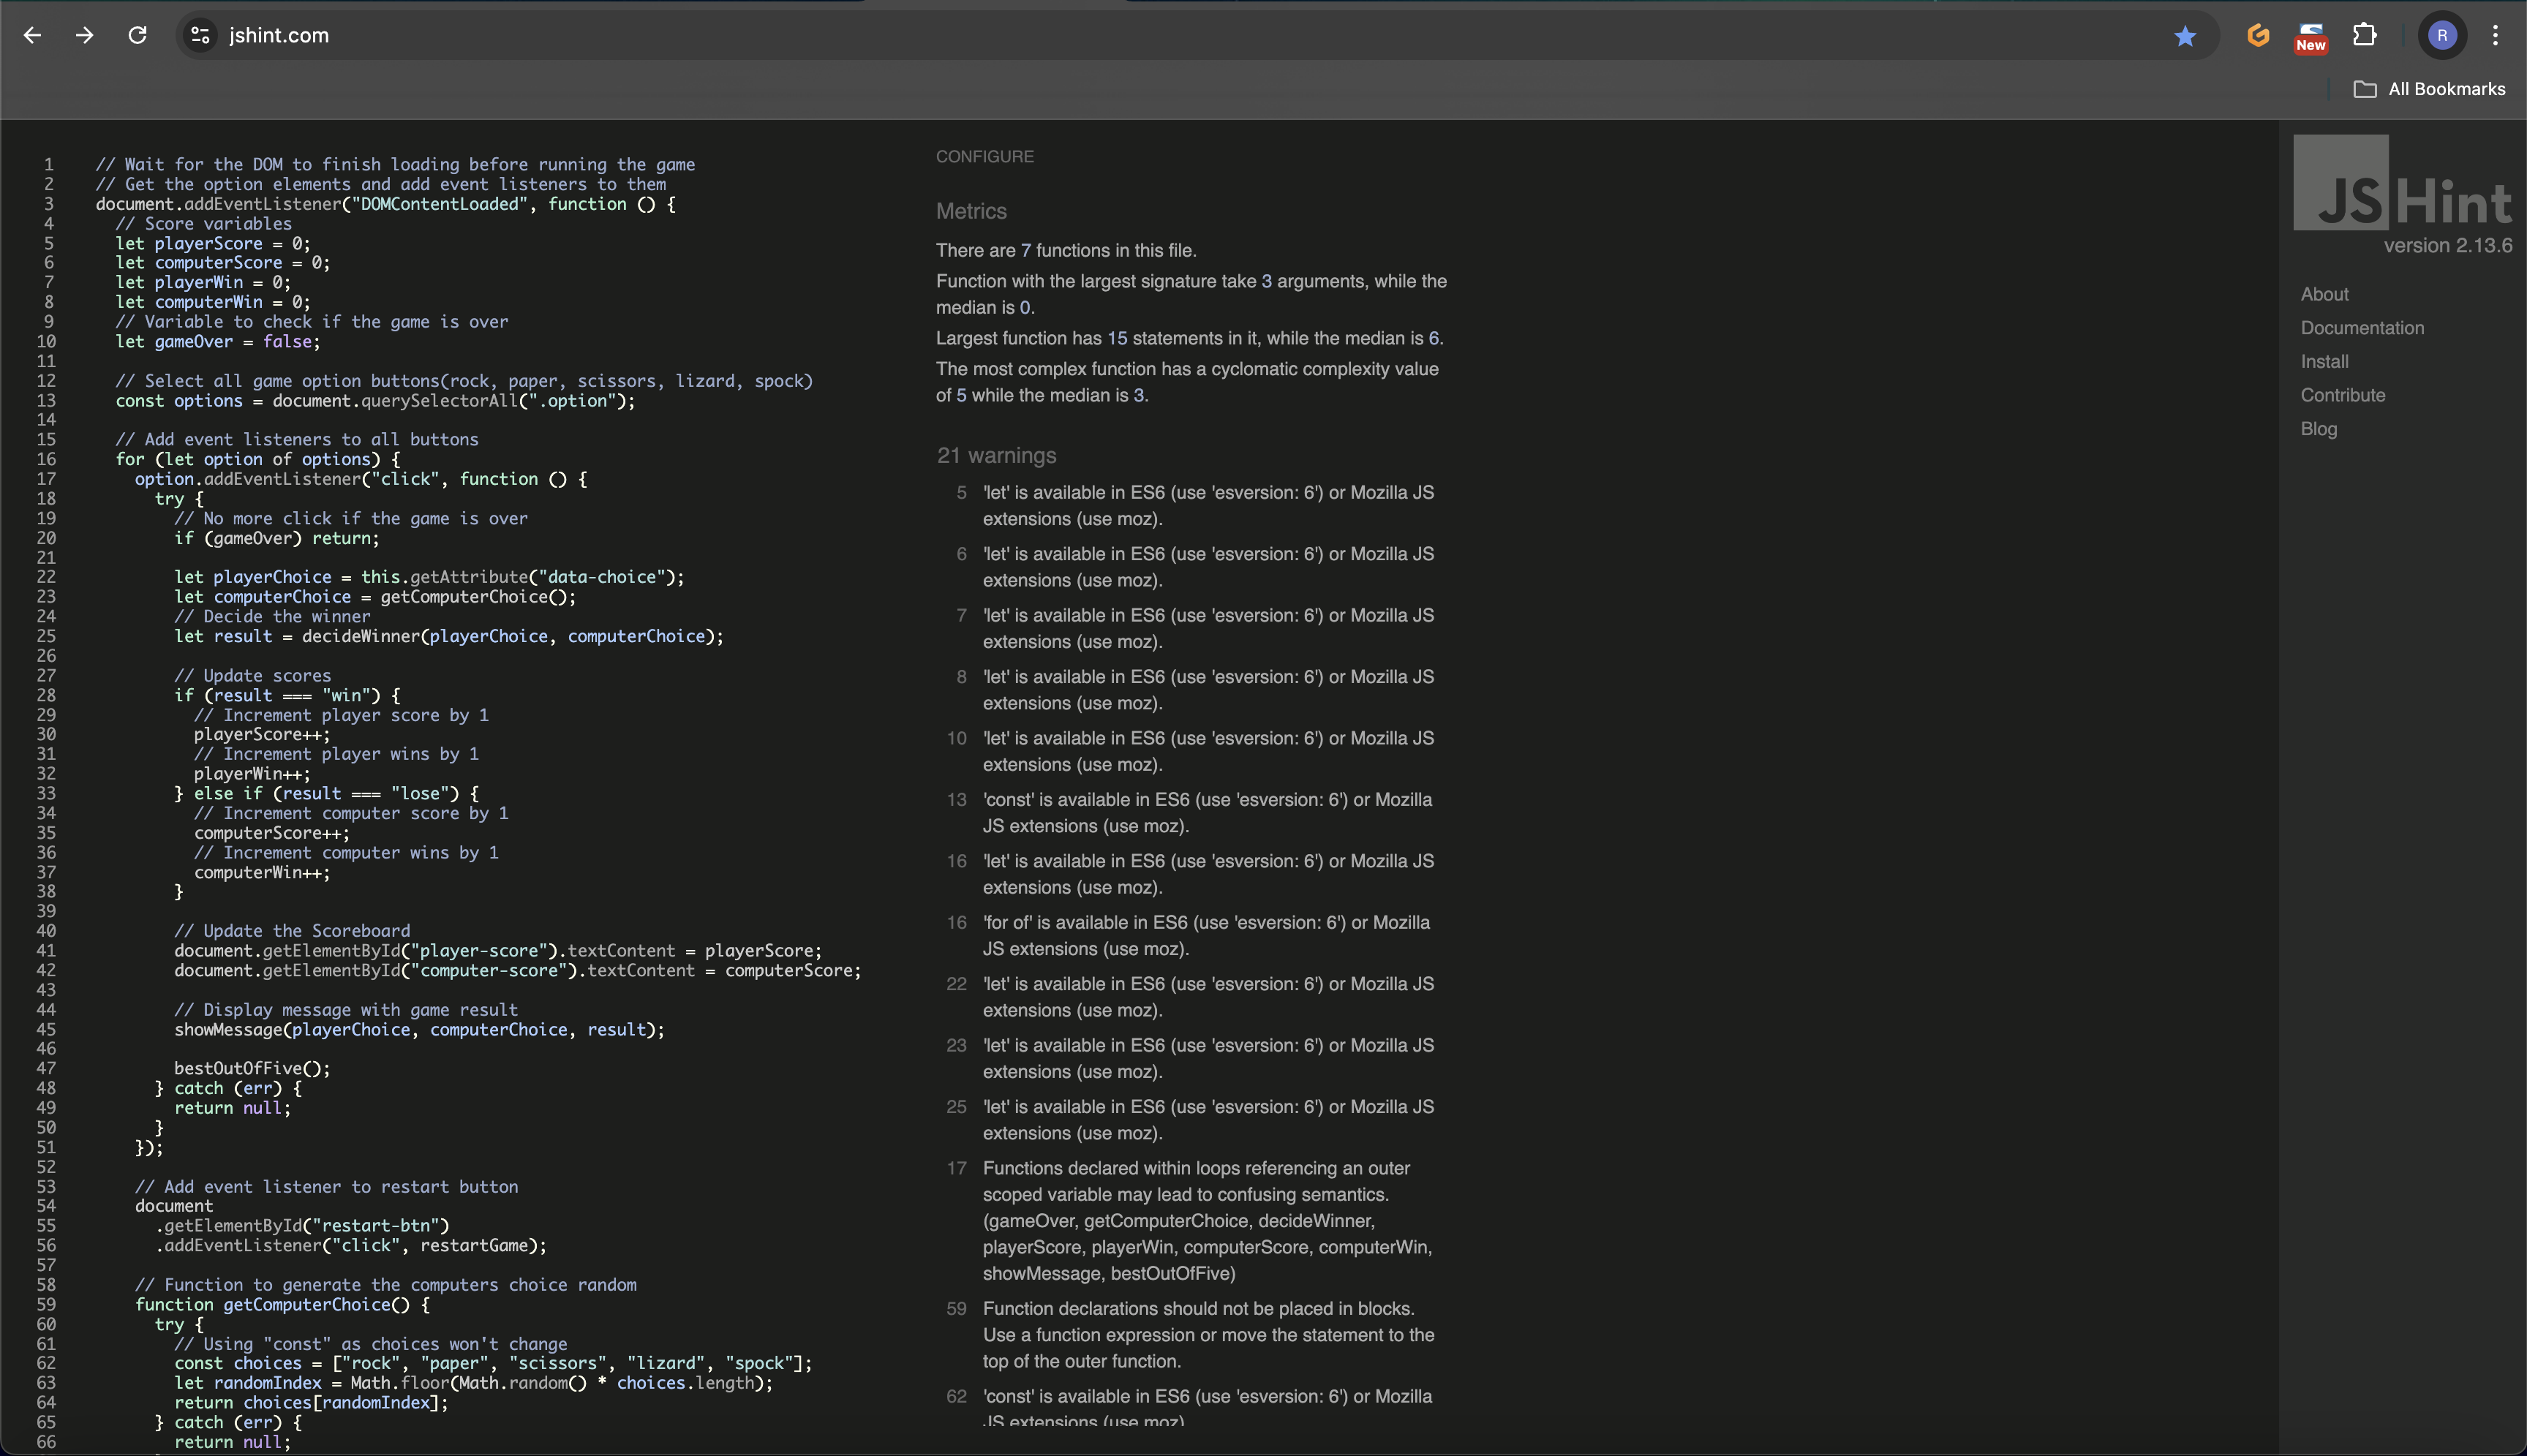 jshint.com
New
R
All Bookmarks
1 // Wait for the DOM to finish loading before running the game
2 // Get the option elements and add event listeners to them
3 document.addEventListener("DOMContentLoaded", function () {
4 // Score variables
5 let playerScore = 0;
6 let computerScore = 0;
7 let playerWin = 0;
8 let computerWin = 0;
9 // Variable to check if the game is over
10 let gameOver = false;
11
12 // Select all game option buttons(rock, paper, scissors, lizard, spock)
13 const options = document.querySelectorAll(".option");
14
15 // Add event listeners to all buttons
16 for (let option of options) {
17 option.addEventListener("click", function () {
18 try {
19 // No more click if the game is over
20 if (gameOver) return;
21
22 let playerChoice = this.getAttribute("data-choice");
23 let computerChoice = getComputerChoice();
24 // Decide the winner
25 let result = decideWinner(playerChoice, computerChoice);
26
27 // Update scores
28 if (result === "win") {
29 // Increment player score by 1
30 playerScore++;
31 // Increment player wins by 1
32 playerWin++;
33 } else if (result === "lose") {
34 // Increment computer score by 1
35 computerScore++;
36 // Increment computer wins by 1
37 computerWin++;
38 }
39
40 // Update the Scoreboard
41 document.getElementById("player-score").textContent = playerScore;
42 document.getElementById("computer-score").textContent = computerScore;
43
44 // Display message with game result
45 showMessage(playerChoice, computerChoice, result);
46
47 bestOutOfFive();
48 } catch (err) {
49 return null;
50 }
51 });
52
53 // Add event listener to restart button
54 document
55 .getElementById("restart-btn")
56 .addEventListener("click", restartGame);
57
58 // Function to generate the computers choice random
59 function getComputerChoice() {
60 try {
61 // Using "const" as choices won't change
62 const choices = ["rock", "paper", "scissors", "lizard", "spock"];
63 let randomIndex = Math.floor(Math.random() * choices.length);
64 return choices[randomIndex];
65 } catch (err) {
66 return null;
CONFIGURE
Metrics
There are 7 functions in this file.
Function with the largest signature take 3 arguments, while the
median is 0.
Largest function has 15 statements in it, while the median is 6.
The most complex function has a cyclomatic complexity value
of 5 while the median is 3.
21 warnings
5 'let' is available in ES6 (use 'esversion: 6') or Mozilla JS
extensions (use moz).
6 'let' is available in ES6 (use 'esversion: 6') or Mozilla JS
extensions (use moz).
7 'let' is available in ES6 (use 'esversion: 6') or Mozilla JS
extensions (use moz).
8 'let' is available in ES6 (use 'esversion: 6') or Mozilla JS
extensions (use moz).
10 'let' is available in ES6 (use 'esversion: 6') or Mozilla JS
extensions (use moz).
13 'const' is available in ES6 (use 'esversion: 6') or Mozilla
JS extensions (use moz).
16 'let' is available in ES6 (use 'esversion: 6') or Mozilla JS
extensions (use moz).
16 'for of' is available in ES6 (use 'esversion: 6') or Mozilla
JS extensions (use moz).
22 'let' is available in ES6 (use 'esversion: 6') or Mozilla JS
extensions (use moz).
23 'let' is available in ES6 (use 'esversion: 6') or Mozilla JS
extensions (use moz).
25 'let' is available in ES6 (use 'esversion: 6') or Mozilla JS
extensions (use moz).
17 Functions declared within loops referencing an outer
scoped variable may lead to confusing semantics.
(gameOver, getComputerChoice, decideWinner,
playerScore, playerWin, computerScore, computerWin,
showMessage, bestOutOfFive)
59 Function declarations should not be placed in blocks.
Use a function expression or move the statement to the
top of the outer function.
62 'const' is available in ES6 (use 'esversion: 6') or Mozilla
JS extensions (use moz)
JSHint
version 2.13.6
About
Documentation
Install
Contribute
Blog